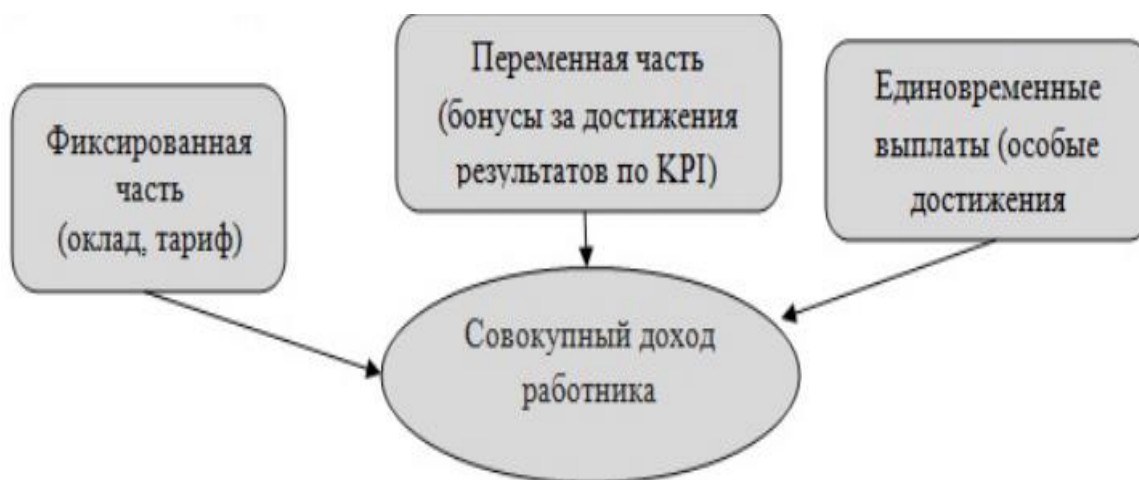 Фиксированная
часть
(оклад, тариф)
Переменная часть
(бонусы за достижения
результатов по KPI)
Единовременные
выплаты (особые
достижения
Совокупный доход
работника